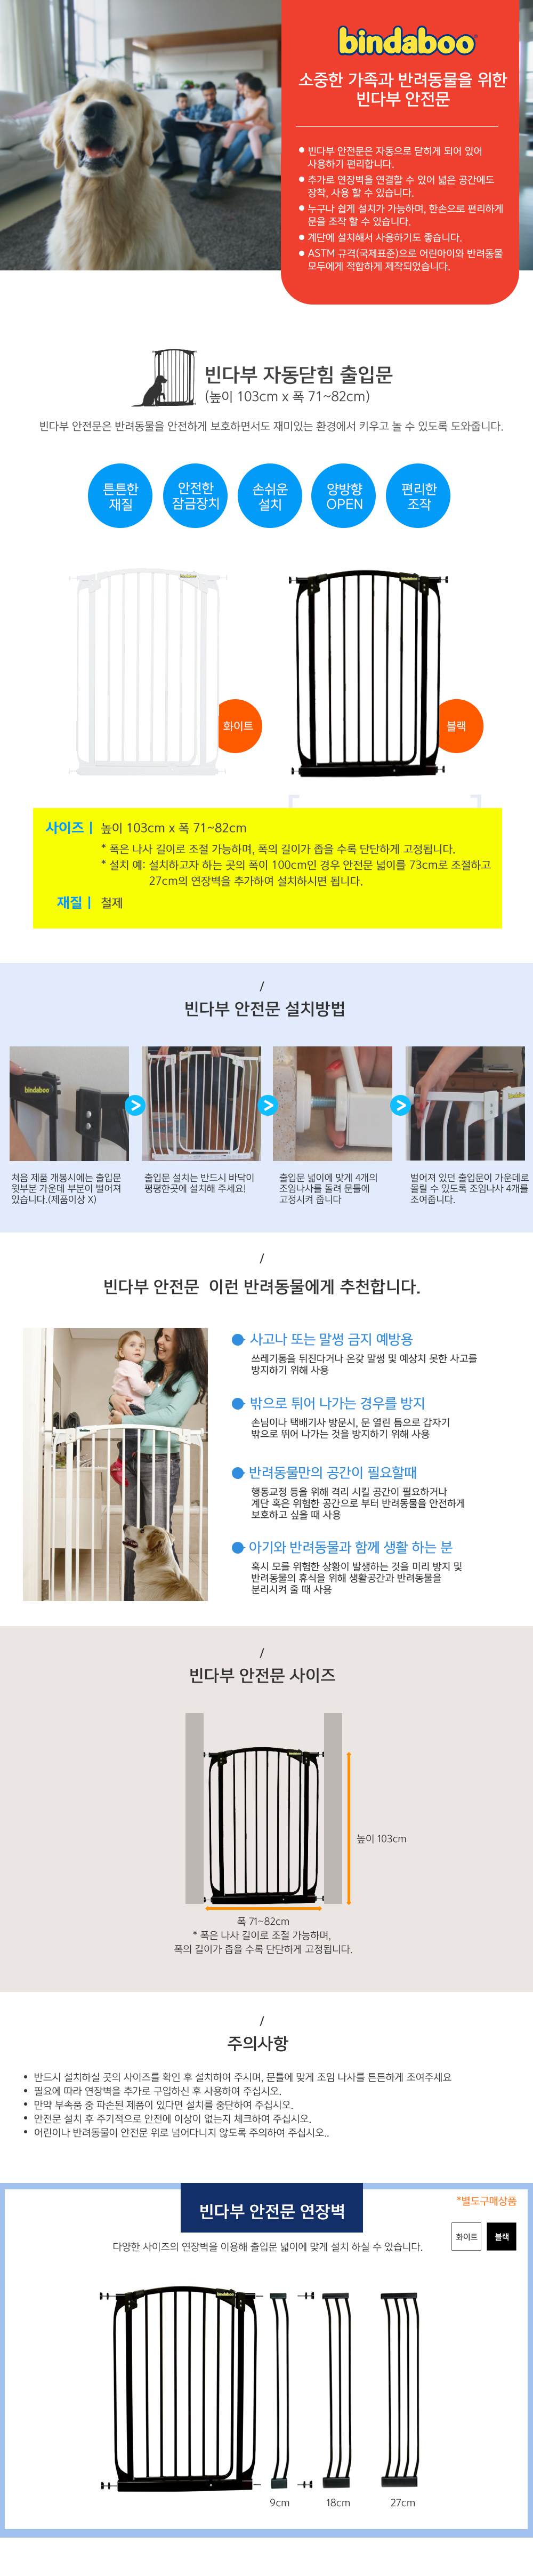 bindaboo
소중한 가족과 반려동물을 위한
빈다부 안전문
● 빈다부 안전문은 자동으로 닫히게 되어 있어
사용하기 편리합니다.
● 추가로 연장벽을 연결할 수 있어 넓은 공간에도
장착, 사용 할 수 있습니다.
● 누구나 쉽게 설치가 가능하며, 한손으로 편리하게
문을 조작 할 수 있습니다.
● 계단에 설치해서 사용하기도 좋습니다.
● ASTM 규격(국제표준)으로 어린아이와 반려동물
모두에게 적합하게 제작되었습니다.
빈다부 자동닫힘 출입문
(높이 103cm x 폭 71~82cm)
빈다부 안전문은 반려동물을 안전하게 보호하면서도 재미있는 환경에서 키우고 놀 수 있도록 도와줍니다.
튼튼한
재질
안전한
잠금장치
손쉬운
설치
양방향
OPEN
편리한
조작
화이트
블랙
사이즈 | 높이 103cm x 폭 71~82cm
* 폭은 나사 길이로 조절 가능하며, 폭의 길이가 좁을 수록 단단하게 고정됩니다.
* 설치 예: 설치하고자 하는 곳의 폭이 100cm인 경우 안전문 넓이를 73cm로 조절하고
27cm의 연장벽을 추가하여 설치하시면 됩니다.
재질 | 철제
/
빈다부 안전문 설치방법
bindaboo
처음 제품 개봉시에는 출입문
윗부분 가운데 부분이 벌어져
있습니다.(제품이상 X)
출입문 설치는 반드시 바닥이
평평한곳에 설치해 주세요!
출입문 넓이에 맞게 4개의
조임나사를 돌려 문틀에
고정시켜 줍니다
벌어져 있던 출입문이 가운데로
몰릴 수 있도록 조임나사 4개를
조여줍니다.
/
빈다부 안전문 이런 반려동물에게 추천합니다.
사고나 또는 말썽 금지 예방용
쓰레기통을 뒤진다거나 온갖 말썽 및 예상치 못한 사고를
방지하기 위해 사용
밖으로 튀어 나가는 경우를 방지
손님이나 택배기사 방문시, 문 열린 틈으로 갑자기
밖으로 뛰어 나가는 것을 방지하기 위해 사용
반려동물만의 공간이 필요할때
행동교정 등을 위해 격리 시킬 공간이 필요하거나
계단 혹은 위험한 공간으로 부터 반려동물을 안전하게
보호하고 싶을 때 사용
아기와 반려동물과 함께 생활 하는 분
혹시 모를 위험한 상황이 발생하는 것을 미리 방지 및
반려동물의 휴식을 위해 생활공간과 반려동물을
분리시켜 줄 때 사용
/
빈다부 안전문 사이즈
높이 103cm
폭 71~82cm
* 폭은 나사 길이로 조절 가능하며,
폭의 길이가 좁을 수록 단단하게 고정됩니다.
/
주의사항
• 반드시 설치하실 곳의 사이즈를 확인 후 설치하여 주시며, 문틀에 맞게 조임 나사를 튼튼하게 조여주세요
• 필요에 따라 연장벽을 추가로 구입하신 후 사용하여 주십시오.
• 만약 부속품 중 파손된 제품이 있다면 설치를 중단하여 주십시오.
• 안전문 설치 후 주기적으로 안전에 이상이 없는지 체크하여 주십시오.
• 어린이나 반려동물이 안전문 위로 넘어다니지 않도록 주의하여 주십시오..
빈다부 안전문 연장벽
*별도구매상품
화이트
블랙
다양한 사이즈의 연장벽을 이용해 출입문 넓이에 맞게 설치 하실 수 있습니다.
9cm
18cm
27cm